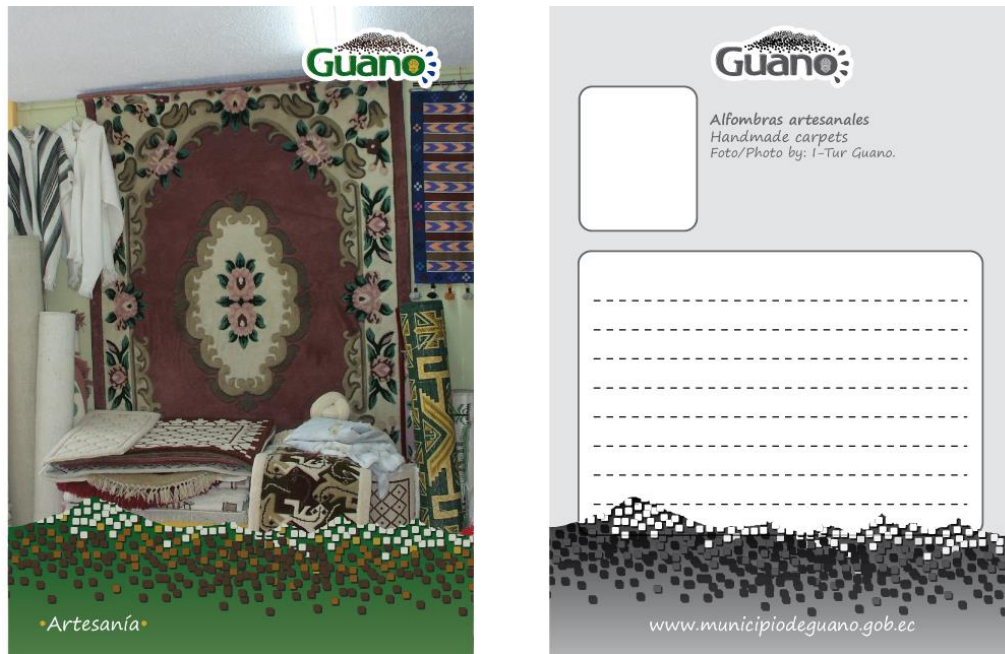 Guano
•Artesanía•
Guano
Alfombras artesanales
Handmade carpets
Foto/Photo by: I-Tur Guano.
www.municipiodeguano.gob.ec